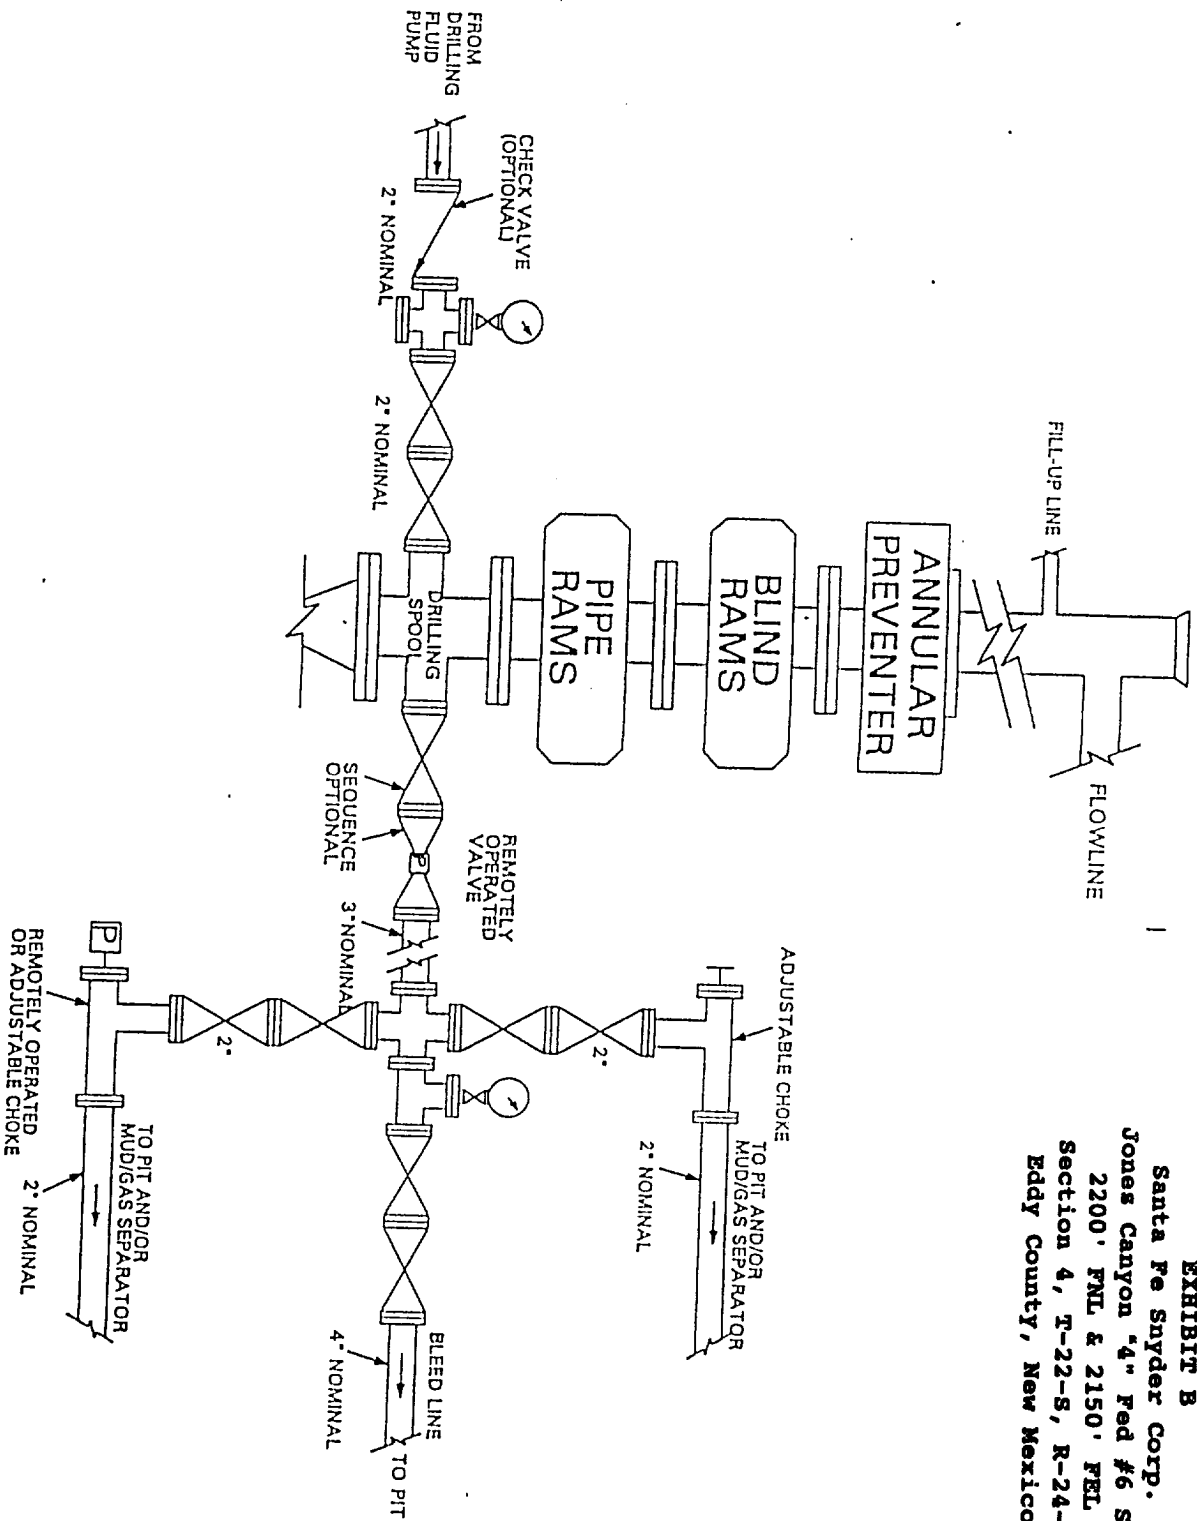 EXHIBIT B
Santa Fe Snyder Corp.
Jones Canyon "4" Fed #6 S
2200' FNL & 2150' FEL
Section 4, T-22-S, R-24-
Eddy County, New Mexico
FILL-UP LINE
FLOWLINE
ANNULAR
PREVENTER
BLIND
RAMS
PIPE
RAMS
DRILLING
SPOOL
FROM
DRILLING
FLUID
PUMP
CHECK VALVE
(OPTIONAL)
2" NOMINAL
2" NOMINAL
SEQUENCE
OPTIONAL
REMOTELY
OPERATED
VALVE
P
3" NOMINAL
ADJUSTABLE CHOKE
2"
TO PIT AND/OR
MUD/GAS SEPARATOR
2" NOMINAL
BLEED LINE
4" NOMINAL
TO PIT
2"
P
REMOTELY OPERATED
OR ADJUSTABLE CHOKE
TO PIT AND/OR
MUD/GAS SEPARATOR
2" NOMINAL